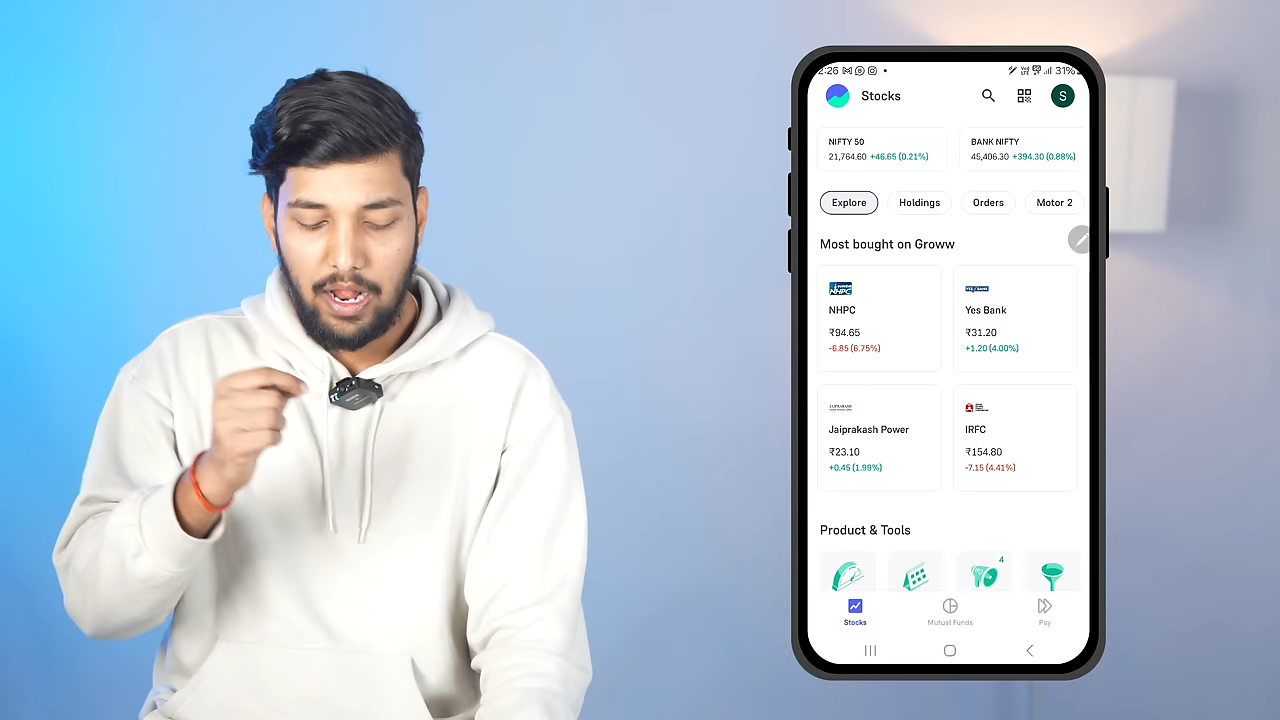 2:26
31%
Stocks
S
NIFTY 50
21,764.60 +46.65 (0.21%)
BANK NIFTY
45,406.30 +394.30 (0.88%)
Explore
Holdings
Orders
Motor 2
Most bought on Groww
NHPC
NHPC
₹94.65
-6.85 (6.75%)
YES BANK
Yes Bank
₹31.20
+1.20 (4.00%)
Jaiprakash Power
₹23.10
+0.45 (1.99%)
IRFC
₹154.80
-7.15 (4.41%)
Product & Tools
4
Stocks
Mutual Funds
Pay